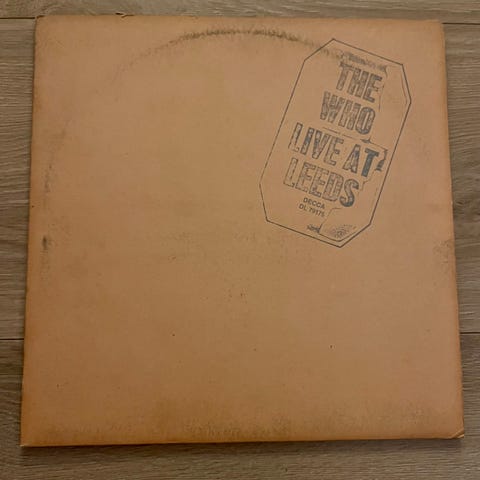 THE
WHO
LIVE AT
LEEDS
DECCA
DL 79175